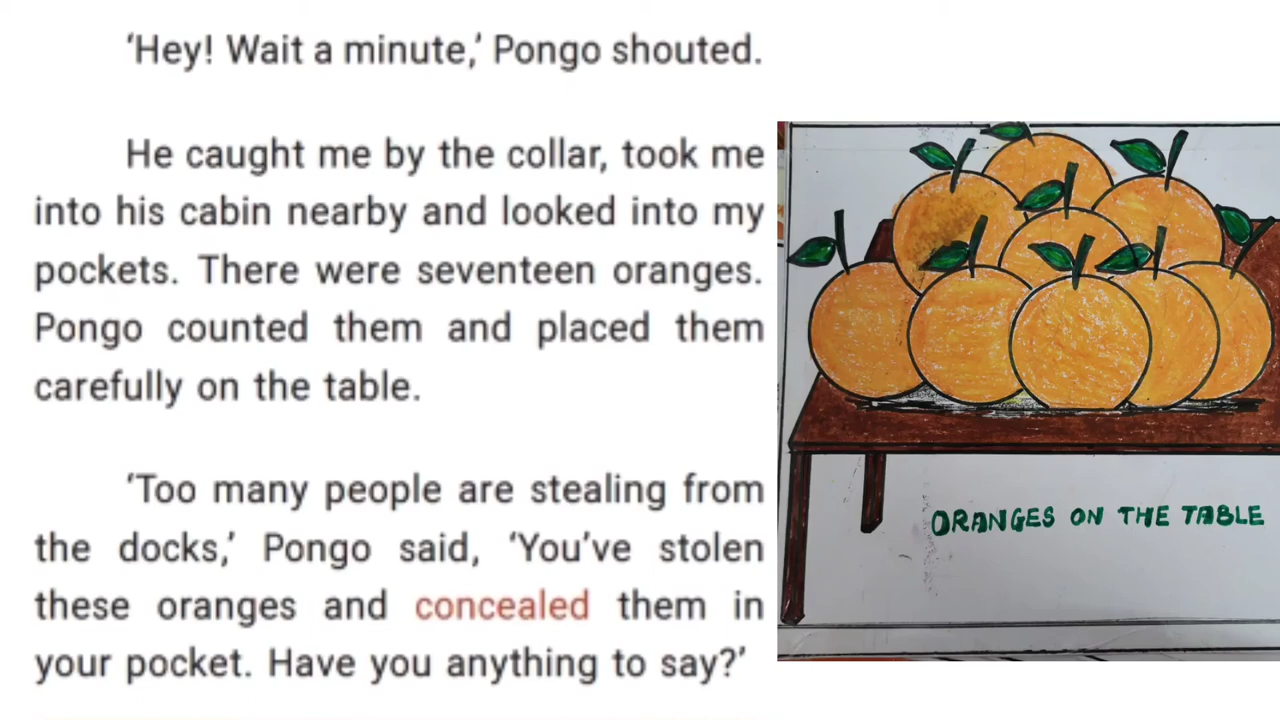 ‘Hey! Wait a minute,’ Pongo shouted.
He caught me by the collar, took me
into his cabin nearby and looked into my
pockets. There were seventeen oranges.
Pongo counted them and placed them
carefully on the table.
‘Too many people are stealing from
the docks,’ Pongo said, ‘You’ve stolen
these oranges and concealed them in
your pocket. Have you anything to say?’
ORANGES ON THE TABLE